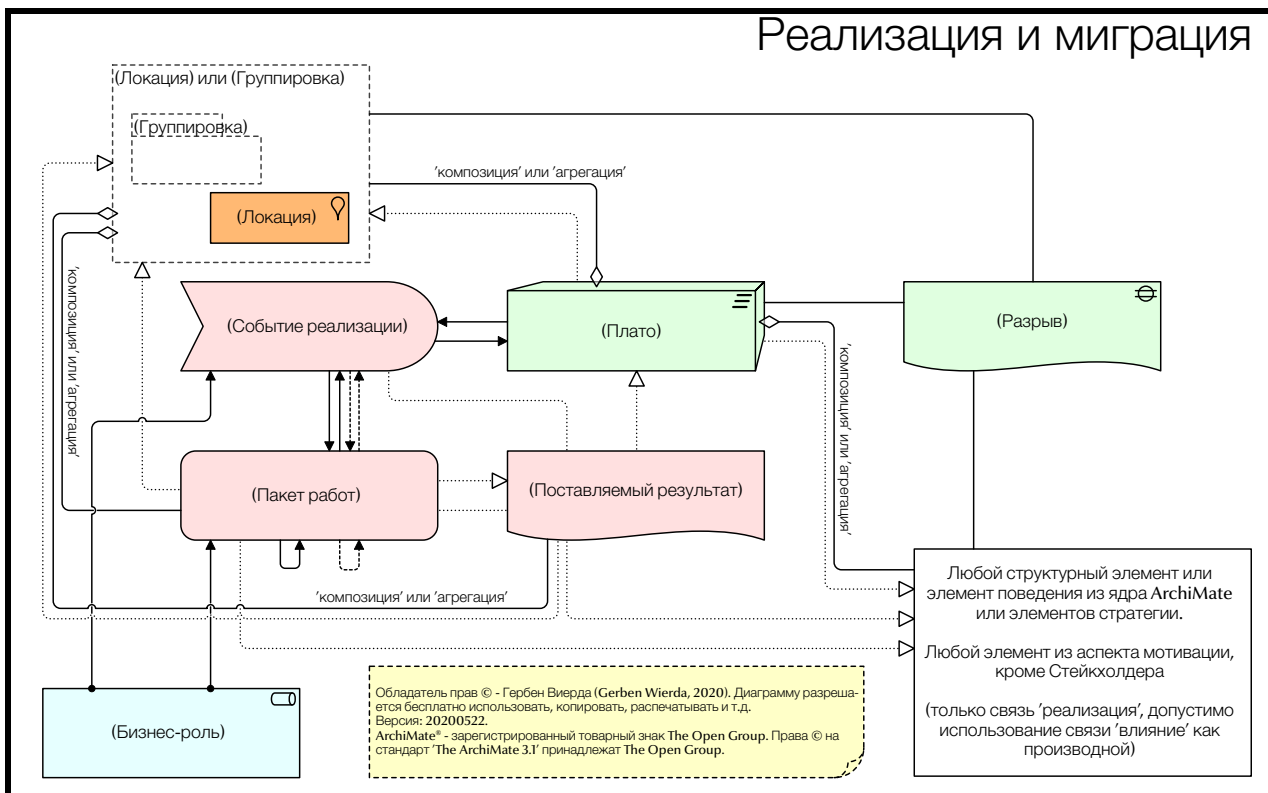 Реализация и миграция
(Локация) или (Группировка)
(Группировка)
(Локация)
'композиция' или 'агрегация'
'композиция' или 'агрегация'
(Событие реализации)
(Плато)
(Разрыв)
'композиция' или 'агрегация'
(Пакет работ)
(Поставляемый результат)
'композиция' или 'агрегация'
Любой структурный элемент или
элемент поведения из ядра ArchiMate
или элементов стратегии.
Любой элемент из аспекта мотивации,
кроме Стейкхолдера
(только связь 'реализация', допустимо
использование связи 'влияние' как
производной)
(Бизнес-роль)
Обладатель прав © - Гербен Виерда (Gerben Wierda, 2020). Диаграмму разреша-
ется бесплатно использовать, копировать, распечатывать и т.д.
Версия: 20200522.
ArchiMate® - зарегистрированный товарный знак The Open Group. Права © на
стандарт 'The ArchiMate 3.1' принадлежат The Open Group.